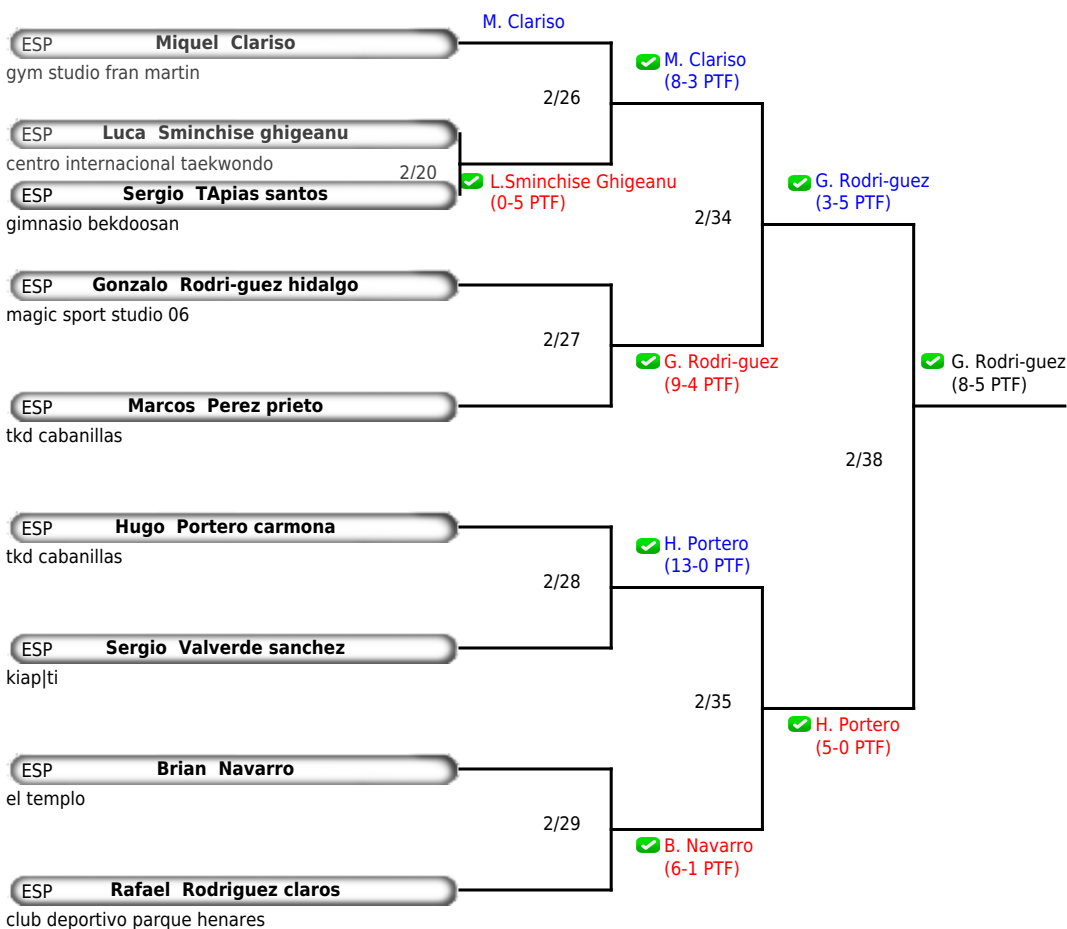 M. Clariso
ESP Miquel Clariso
gym studio fran martin
M. Clariso
(8-3 PTF)
2/26
ESP Luca Sminchise ghigeanu
centro internacional taekwondo
2/20
ESP Sergio TApias santos
gimnasio bekdoosan
L.Sminchise Ghigeanu
(0-5 PTF)
G. Rodri-guez
(3-5 PTF)
2/34
ESP Gonzalo Rodri-guez hidalgo
magic sport studio 06
2/27
G. Rodri-guez
(9-4 PTF)
G. Rodri-guez
(8-5 PTF)
ESP Marcos Perez prieto
tkd cabanillas
2/38
ESP Hugo Portero carmona
tkd cabanillas
H. Portero
(13-0 PTF)
2/28
ESP Sergio Valverde sanchez
kiap|ti
2/35
H. Portero
(5-0 PTF)
ESP Brian Navarro
el templo
2/29
B. Navarro
(6-1 PTF)
ESP Rafael Rodriguez claros
club deportivo parque henares